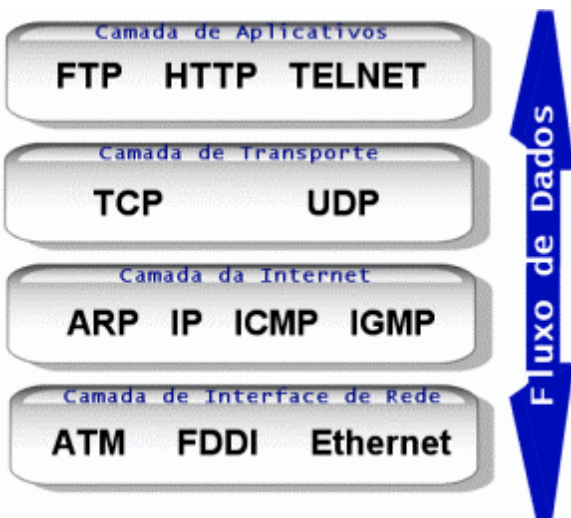 Camada de Aplicativos
FTP HTTP TELNET
Camada de Transporte
TCP UDP
Camada da Internet
ARP IP ICMP IGMP
Camada de Interface de Rede
ATM FDDI Ethernet
Fluxo de Dados